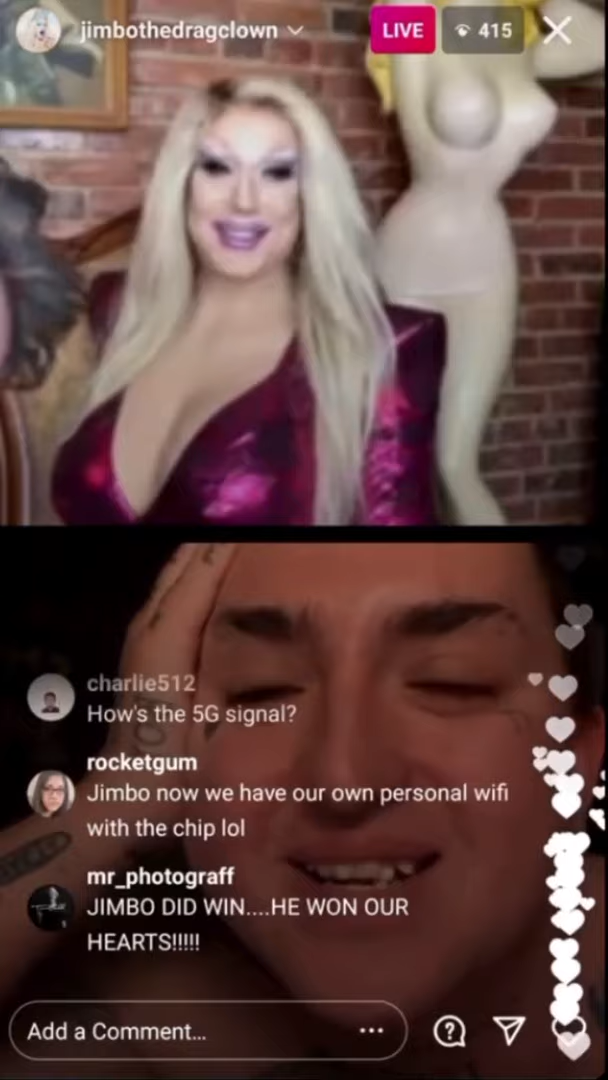 jimbothedragclown
LIVE
415
charlie512
How's the 5G signal?
rocketgum
Jimbo now we have our own personal wifi
with the chip lol
mr_photograff
JIMBO DID WIN....HE WON OUR
HEARTS!!!!!
Add a Comment...